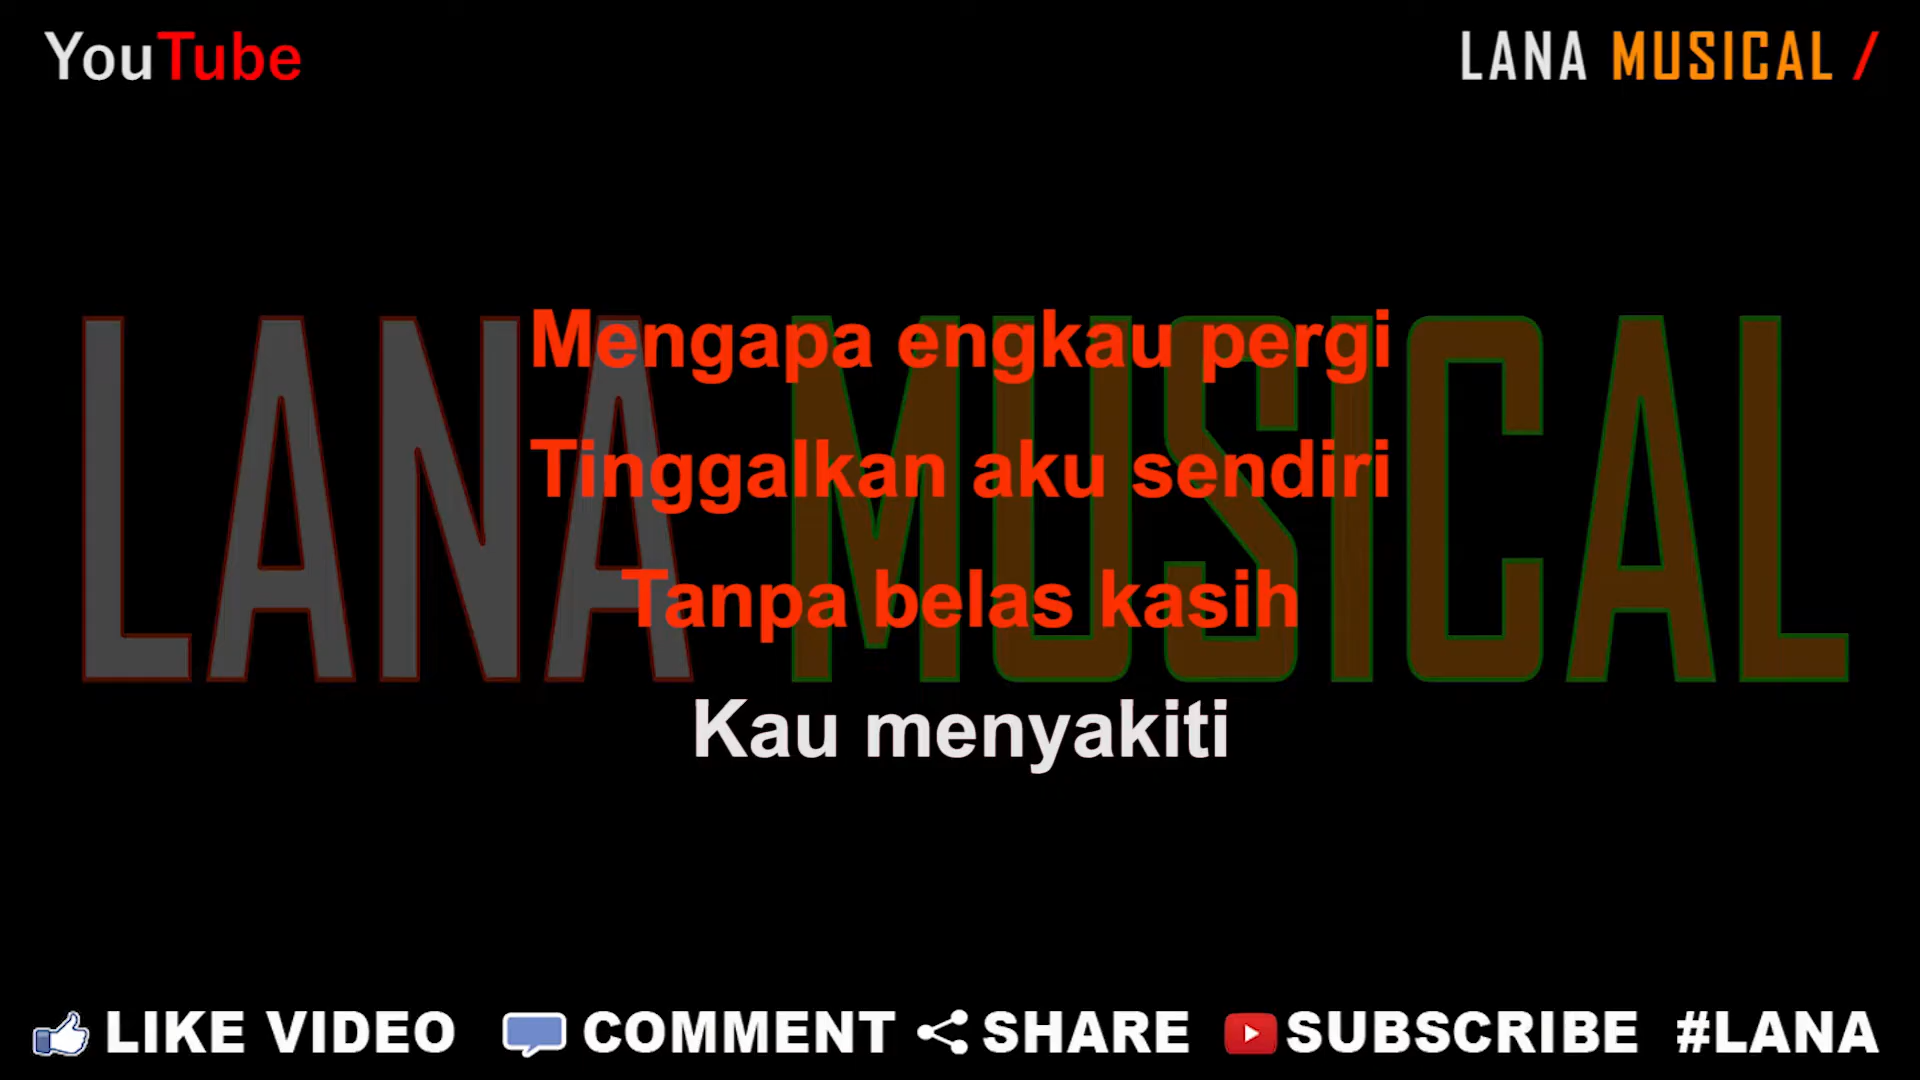 YouTube
LANA MUSICAL /
LANA MUSICAL
Mengapa engkau pergi
Tinggalkan aku sendiri
Tanpa belas kasih
Kau menyakiti
LIKE VIDEO COMMENT SHARE SUBSCRIBE #LANA